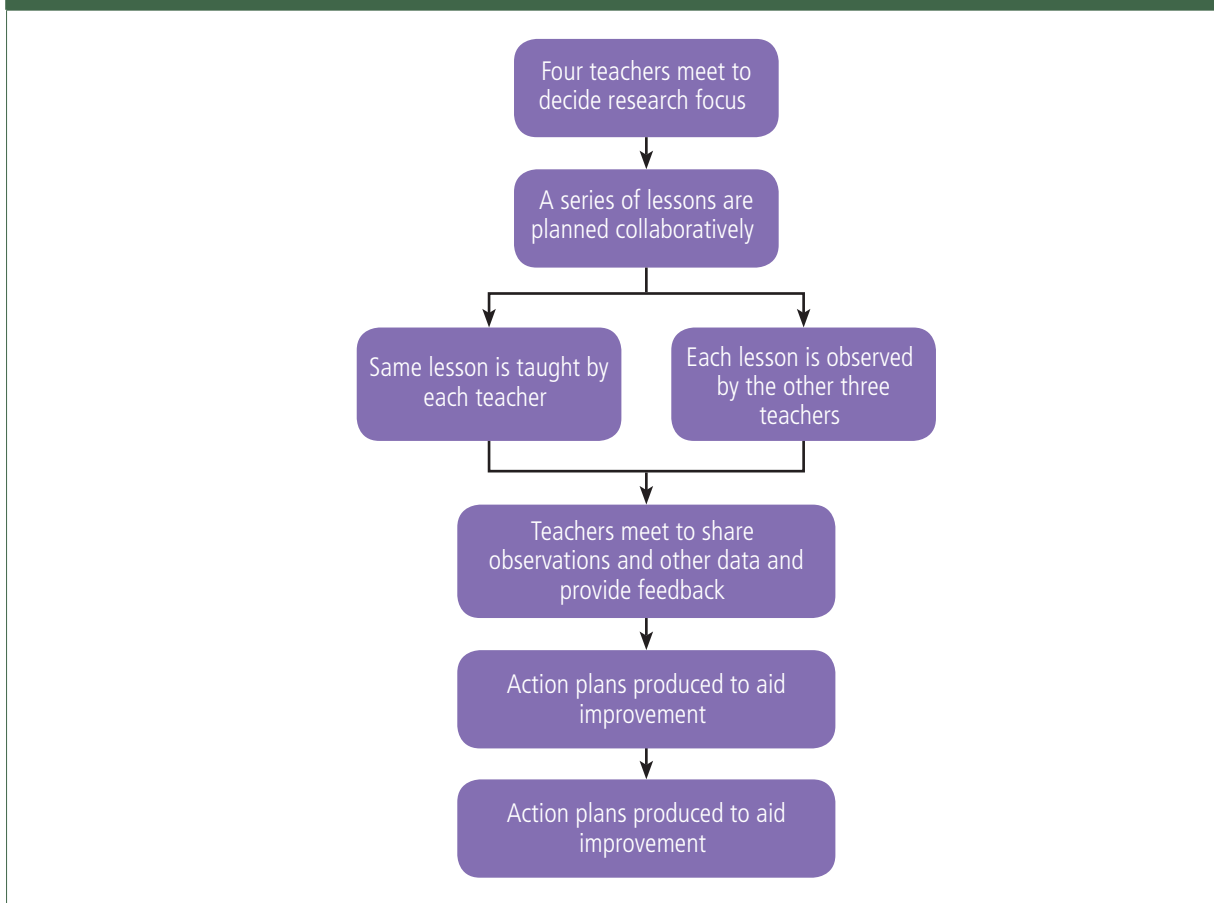 Four teachers meet to
decide research focus
A series of lessons are
planned collaboratively
Same lesson is taught by
each teacher
Each lesson is observed
by the other three
teachers
Teachers meet to share
observations and other data and
provide feedback
Action plans produced to aid
improvement
Action plans produced to aid
improvement